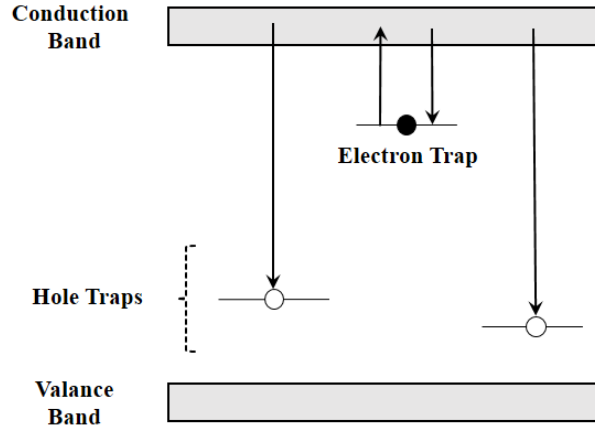 Conduction
Band
Electron Trap
Hole Traps
Valance
Band